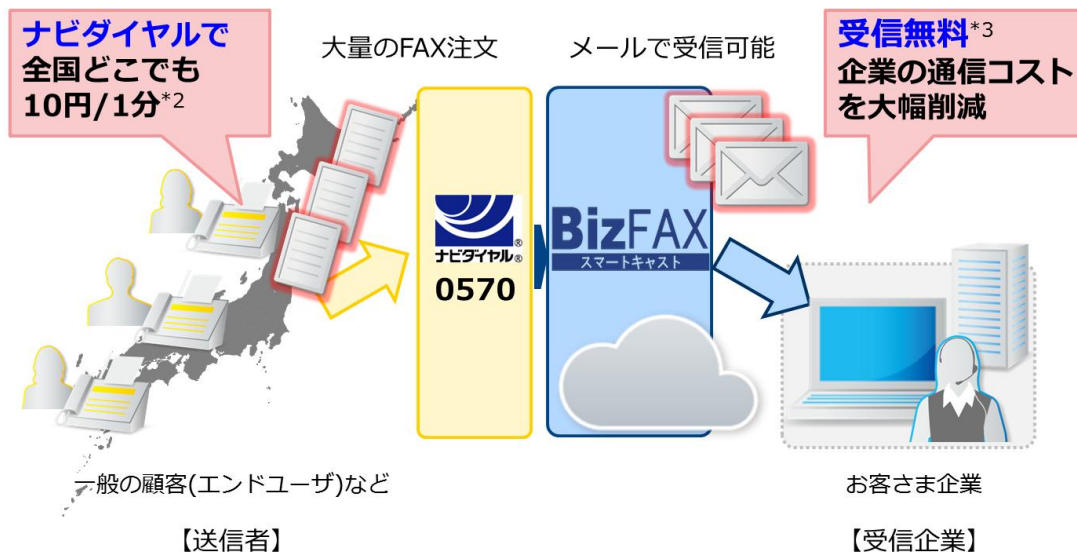 ナビダイヤルで
全国どこでも
10円/1分*2
大量のFAX注文
メールで受信可能
受信無料*3
企業の通信コスト
を大幅削減
ナビダイヤル®
0570
BizFAX
スマートキャスト
一般の顧客(エンドユーザ)など
お客さま企業
【送信者】
【受信企業】